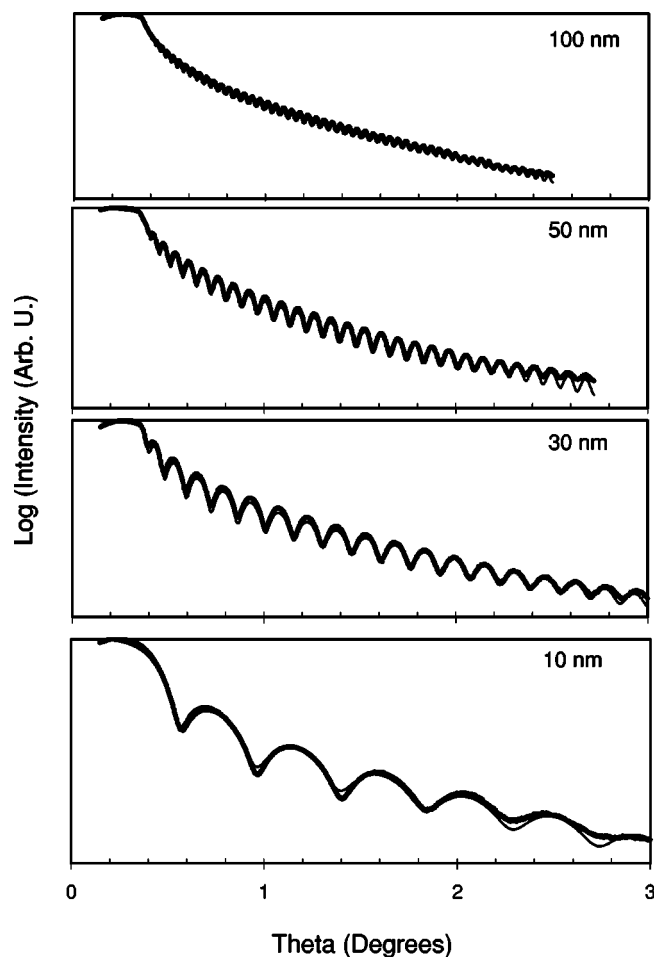 100 nm
50 nm
30 nm
10 nm
Log (Intensity (Arb. U.)
0 1 2 3
Theta (Degrees)